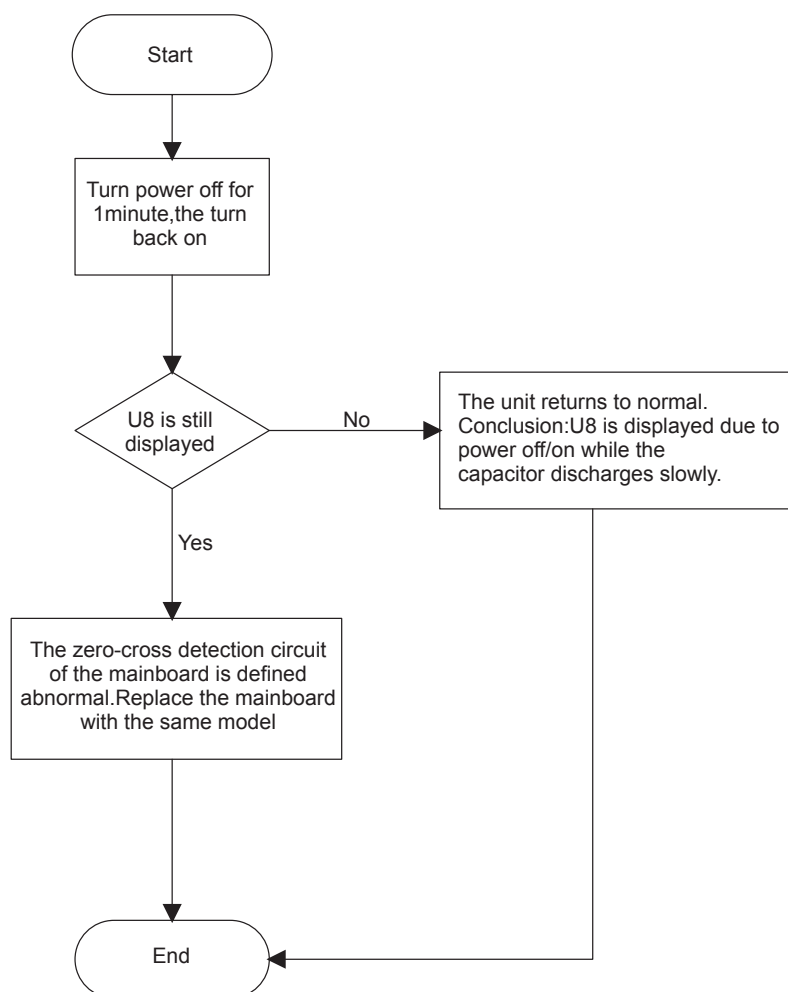 Start
Turn power off for
1minute,the turn
back on
U8 is still
displayed
No
The unit returns to normal.
Conclusion:U8 is displayed due to
power off/on while the
capacitor discharges slowly.
Yes
The zero-cross detection circuit
of the mainboard is defined
abnormal.Replace the mainboard
with the same model
End